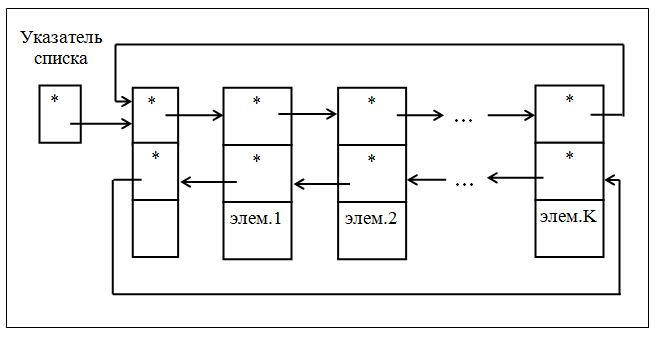 Указатель
списка
* * * * *
...
* * * *
...
элем.1 элем.2 элем.K